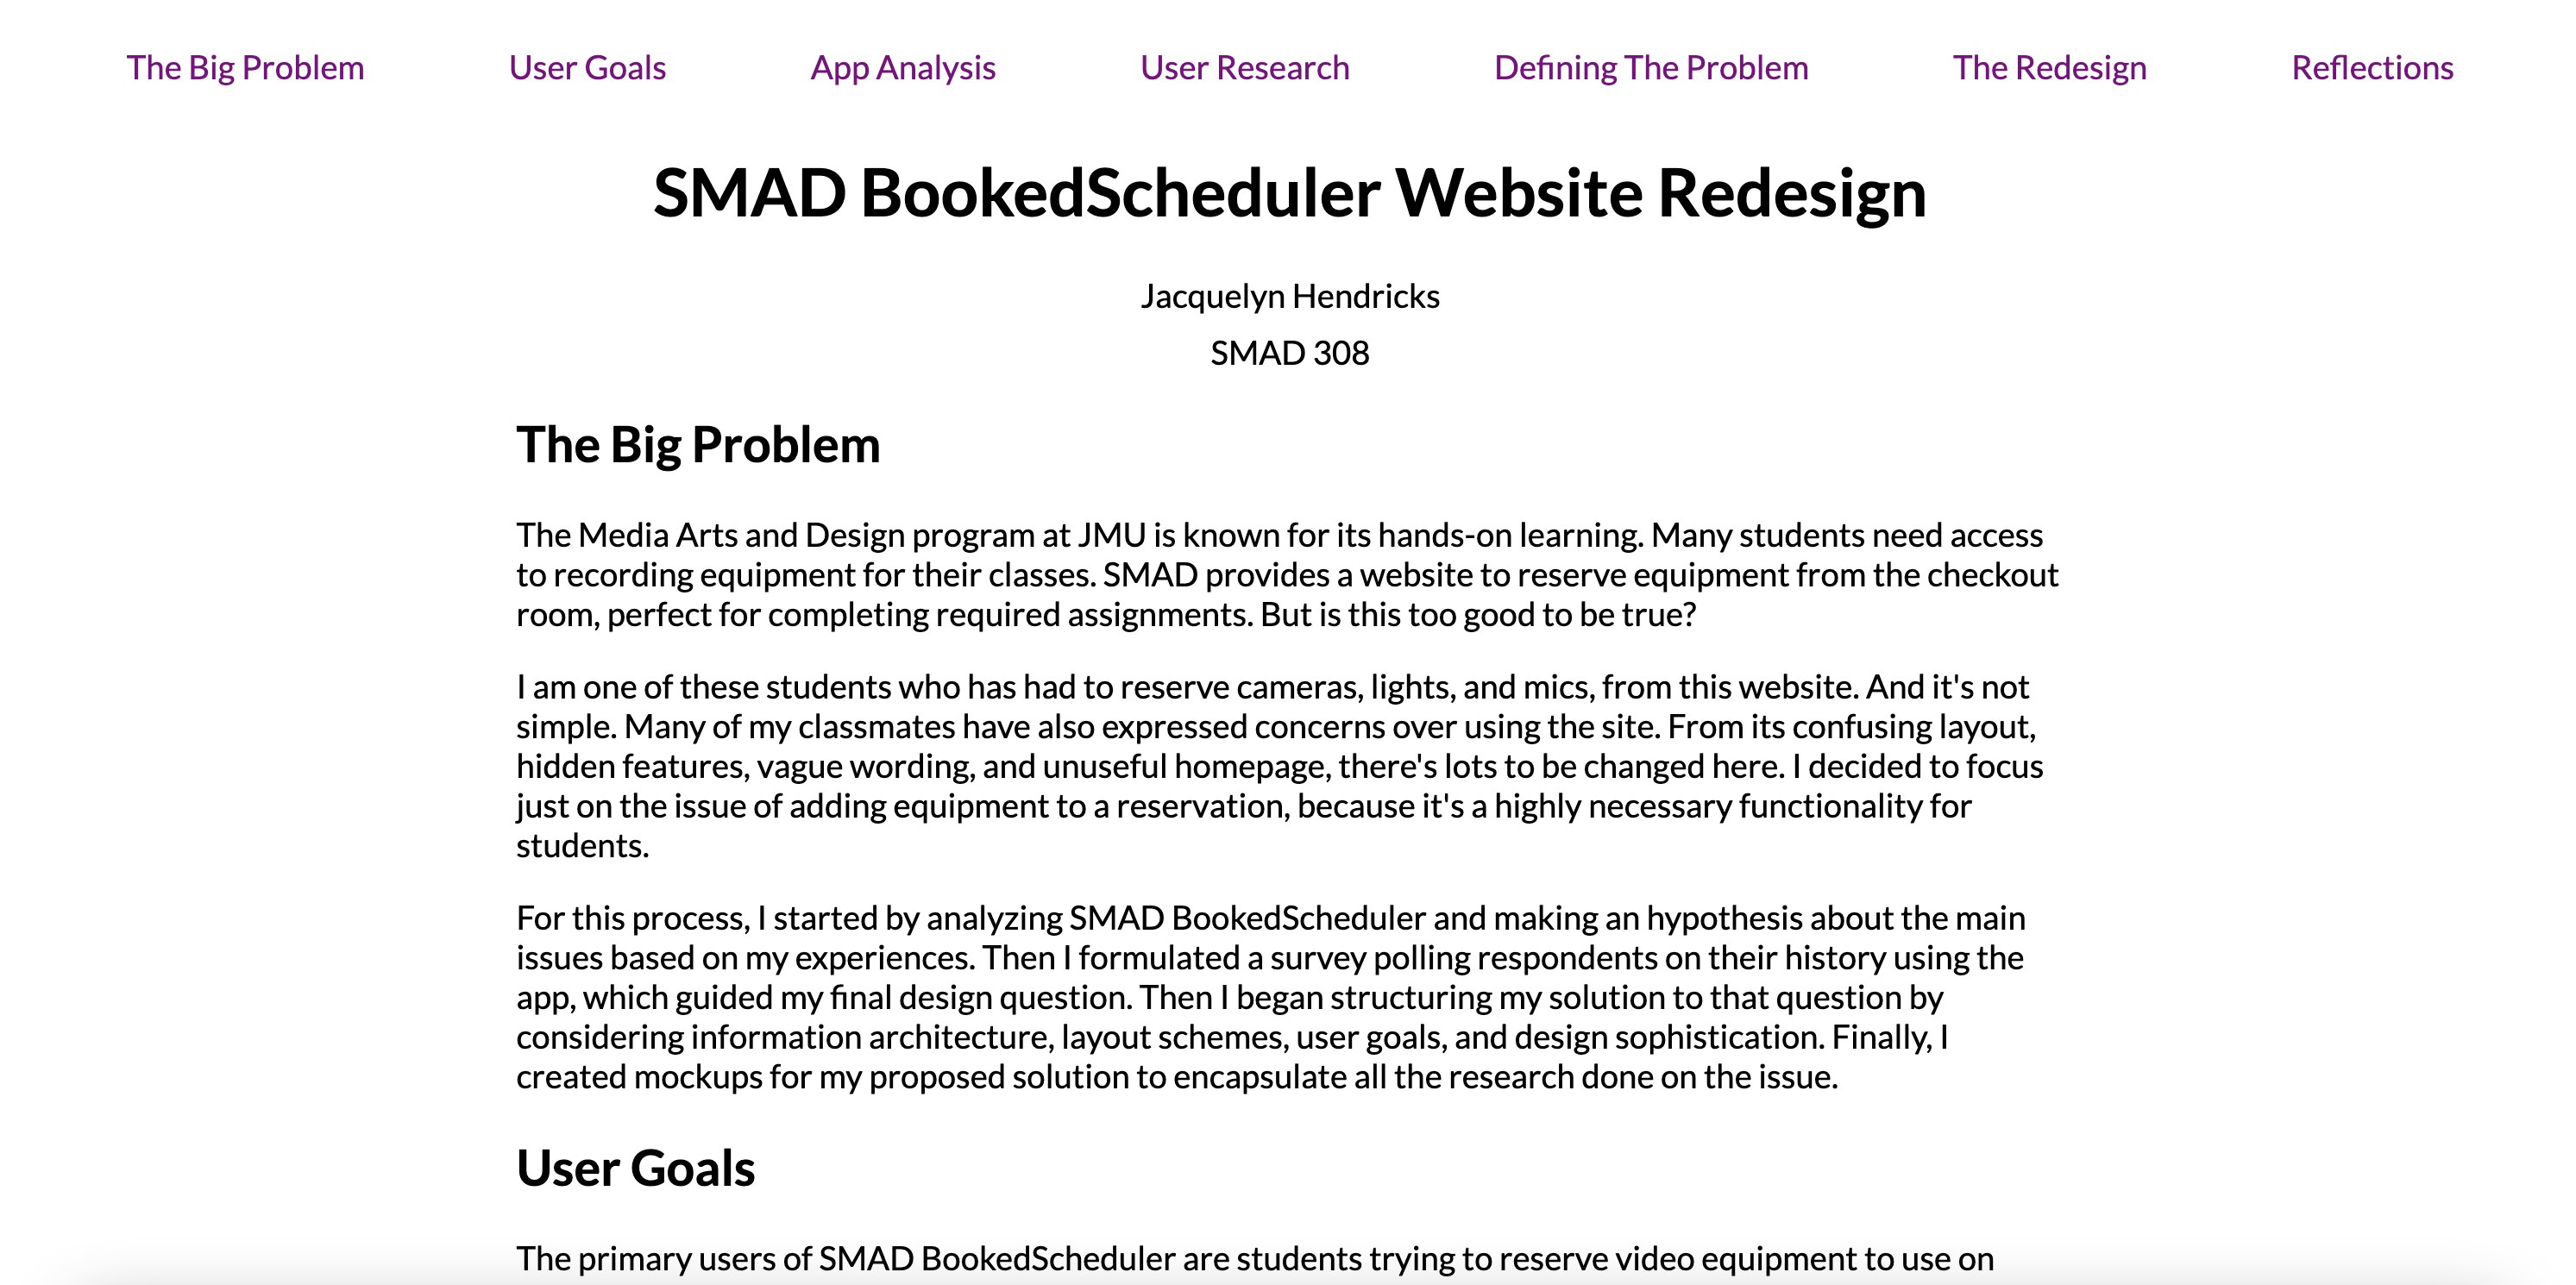 The Big Problem
User Goals
App Analysis
User Research
Defining The Problem
The Redesign
Reflections
SMAD BookedScheduler Website Redesign
Jacquelyn Hendricks
SMAD 308
The Big Problem
The Media Arts and Design program at JMU is known for its hands-on learning. Many students need access
to recording equipment for their classes. SMAD provides a website to reserve equipment from the checkout
room, perfect for completing required assignments. But is this too good to be true?
I am one of these students who has had to reserve cameras, lights, and mics, from this website. And it's not
simple. Many of my classmates have also expressed concerns over using the site. From its confusing layout,
hidden features, vague wording, and unuseful homepage, there's lots to be changed here. I decided to focus
just on the issue of adding equipment to a reservation, because it's a highly necessary functionality for
students.
For this process, I started by analyzing SMAD BookedScheduler and making an hypothesis about the main
issues based on my experiences. Then I formulated a survey polling respondents on their history using the
app, which guided my final design question. Then I began structuring my solution to that question by
considering information architecture, layout schemes, user goals, and design sophistication. Finally, I
created mockups for my proposed solution to encapsulate all the research done on the issue.
User Goals
The primary users of SMAD BookedScheduler are students trying to reserve video equipment to use on